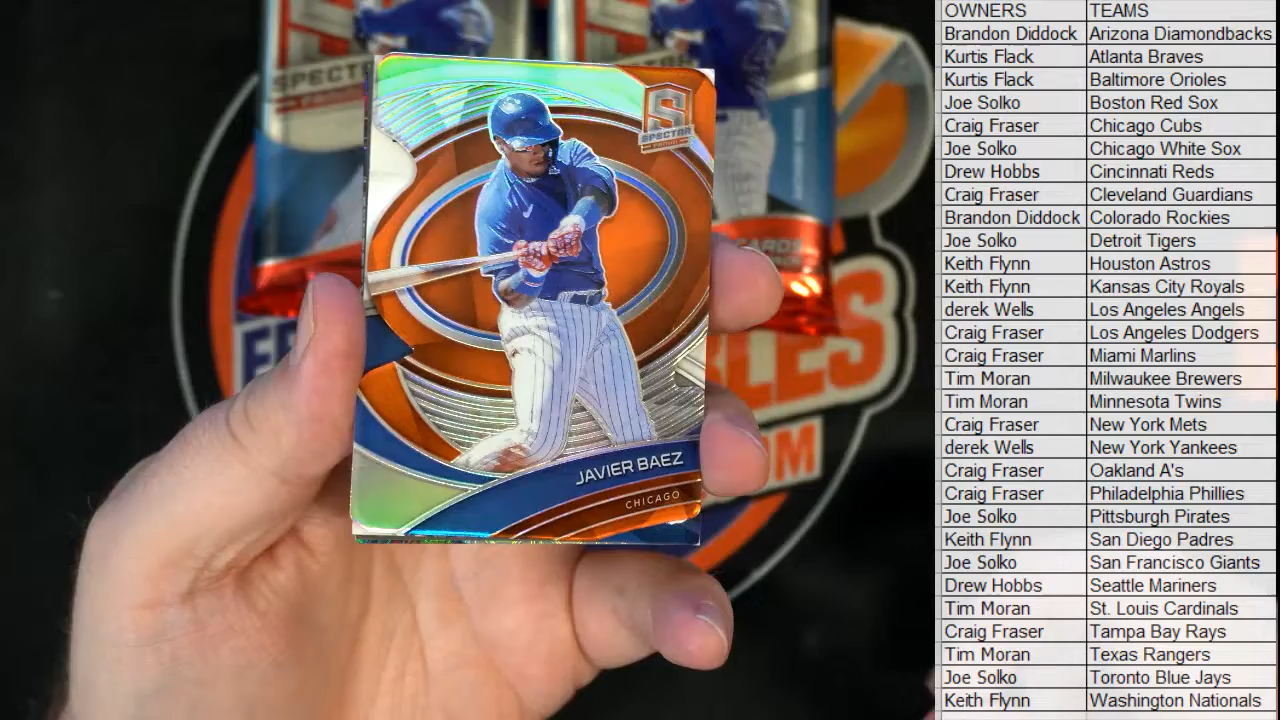 SPECTRA
PANINI
JAVIER BAEZ
CHICAGO
SPECTRA
CARDS
BLES
OM
OWNERS TEAMS
Brandon Diddock Arizona Diamondbacks
Kurtis Flack Atlanta Braves
Kurtis Flack Baltimore Orioles
Joe Solko Boston Red Sox
Craig Fraser Chicago Cubs
Joe Solko Chicago White Sox
Drew Hobbs Cincinnati Reds
Craig Fraser Cleveland Guardians
Brandon Diddock Colorado Rockies
Joe Solko Detroit Tigers
Keith Flynn Houston Astros
Keith Flynn Kansas City Royals
derek Wells Los Angeles Angels
Craig Fraser Los Angeles Dodgers
Craig Fraser Miami Marlins
Tim Moran Milwaukee Brewers
Tim Moran Minnesota Twins
Craig Fraser New York Mets
derek Wells New York Yankees
Craig Fraser Oakland A's
Craig Fraser Philadelphia Phillies
Joe Solko Pittsburgh Pirates
Keith Flynn San Diego Padres
Joe Solko San Francisco Giants
Drew Hobbs Seattle Mariners
Tim Moran St. Louis Cardinals
Craig Fraser Tampa Bay Rays
Tim Moran Texas Rangers
Joe Solko Toronto Blue Jays
Keith Flynn Washington Nationals